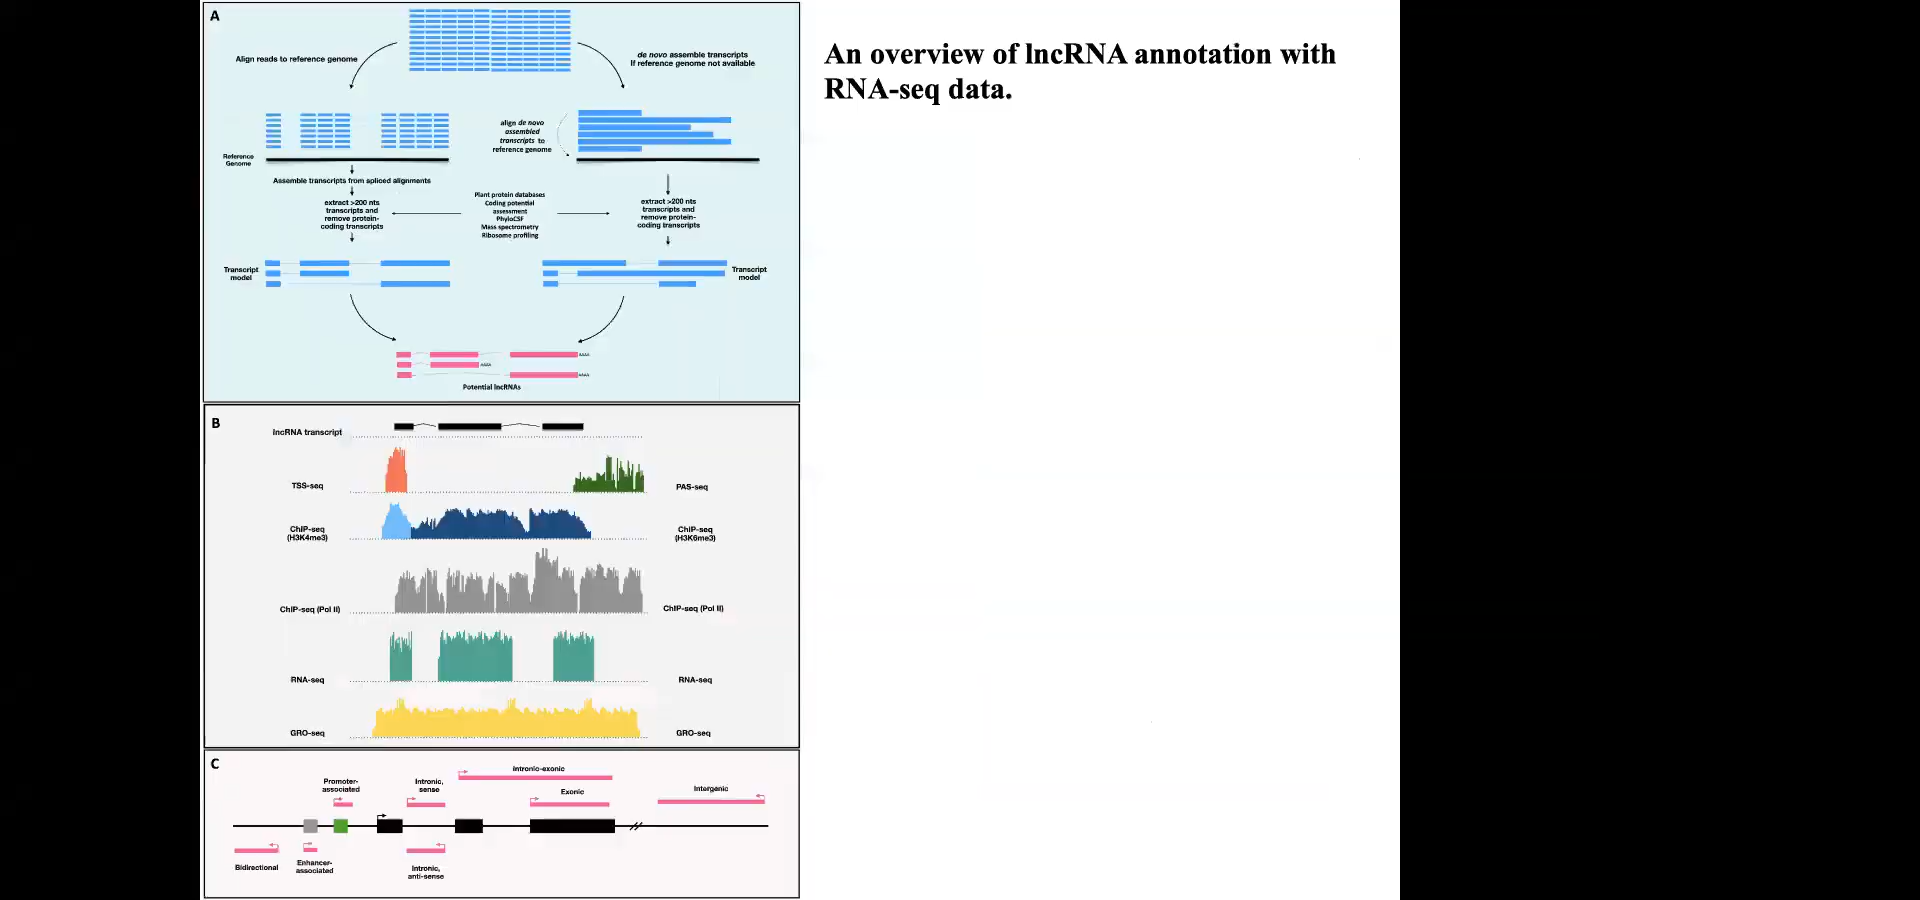 A
Align reads to reference genome
de novo assemble transcripts
If reference genome not available
align de novo
assembled
transcripts to
reference genome
Reference
Genome
Assemble transcripts from spliced alignments
extract >200 nts
transcripts and
remove protein-
coding transcripts
Plant protein databases
Coding potential
assessment
PhyloCSF
Mass spectrometry
Ribosome profiling
extract >200 nts
transcripts and
remove protein-
coding transcripts
Transcript
model
Transcript
model
AAAA
AAAA
AAAA
Potential lncRNAs
An overview of lncRNA annotation with
RNA-seq data.
B
lncRNA transcript
TSS-seq
PAS-seq
ChIP-seq
(H3K4me3)
ChIP-seq
(H3K6me3)
ChIP-seq (Pol II)
ChIP-seq (Pol II)
RNA-seq
RNA-seq
GRO-seq
GRO-seq
C
Promoter-
associated
Intronic,
sense
Intronic-exonic
Exonic
Intergenic
Bidirectional
Enhancer-
associated
Intronic,
anti-sense